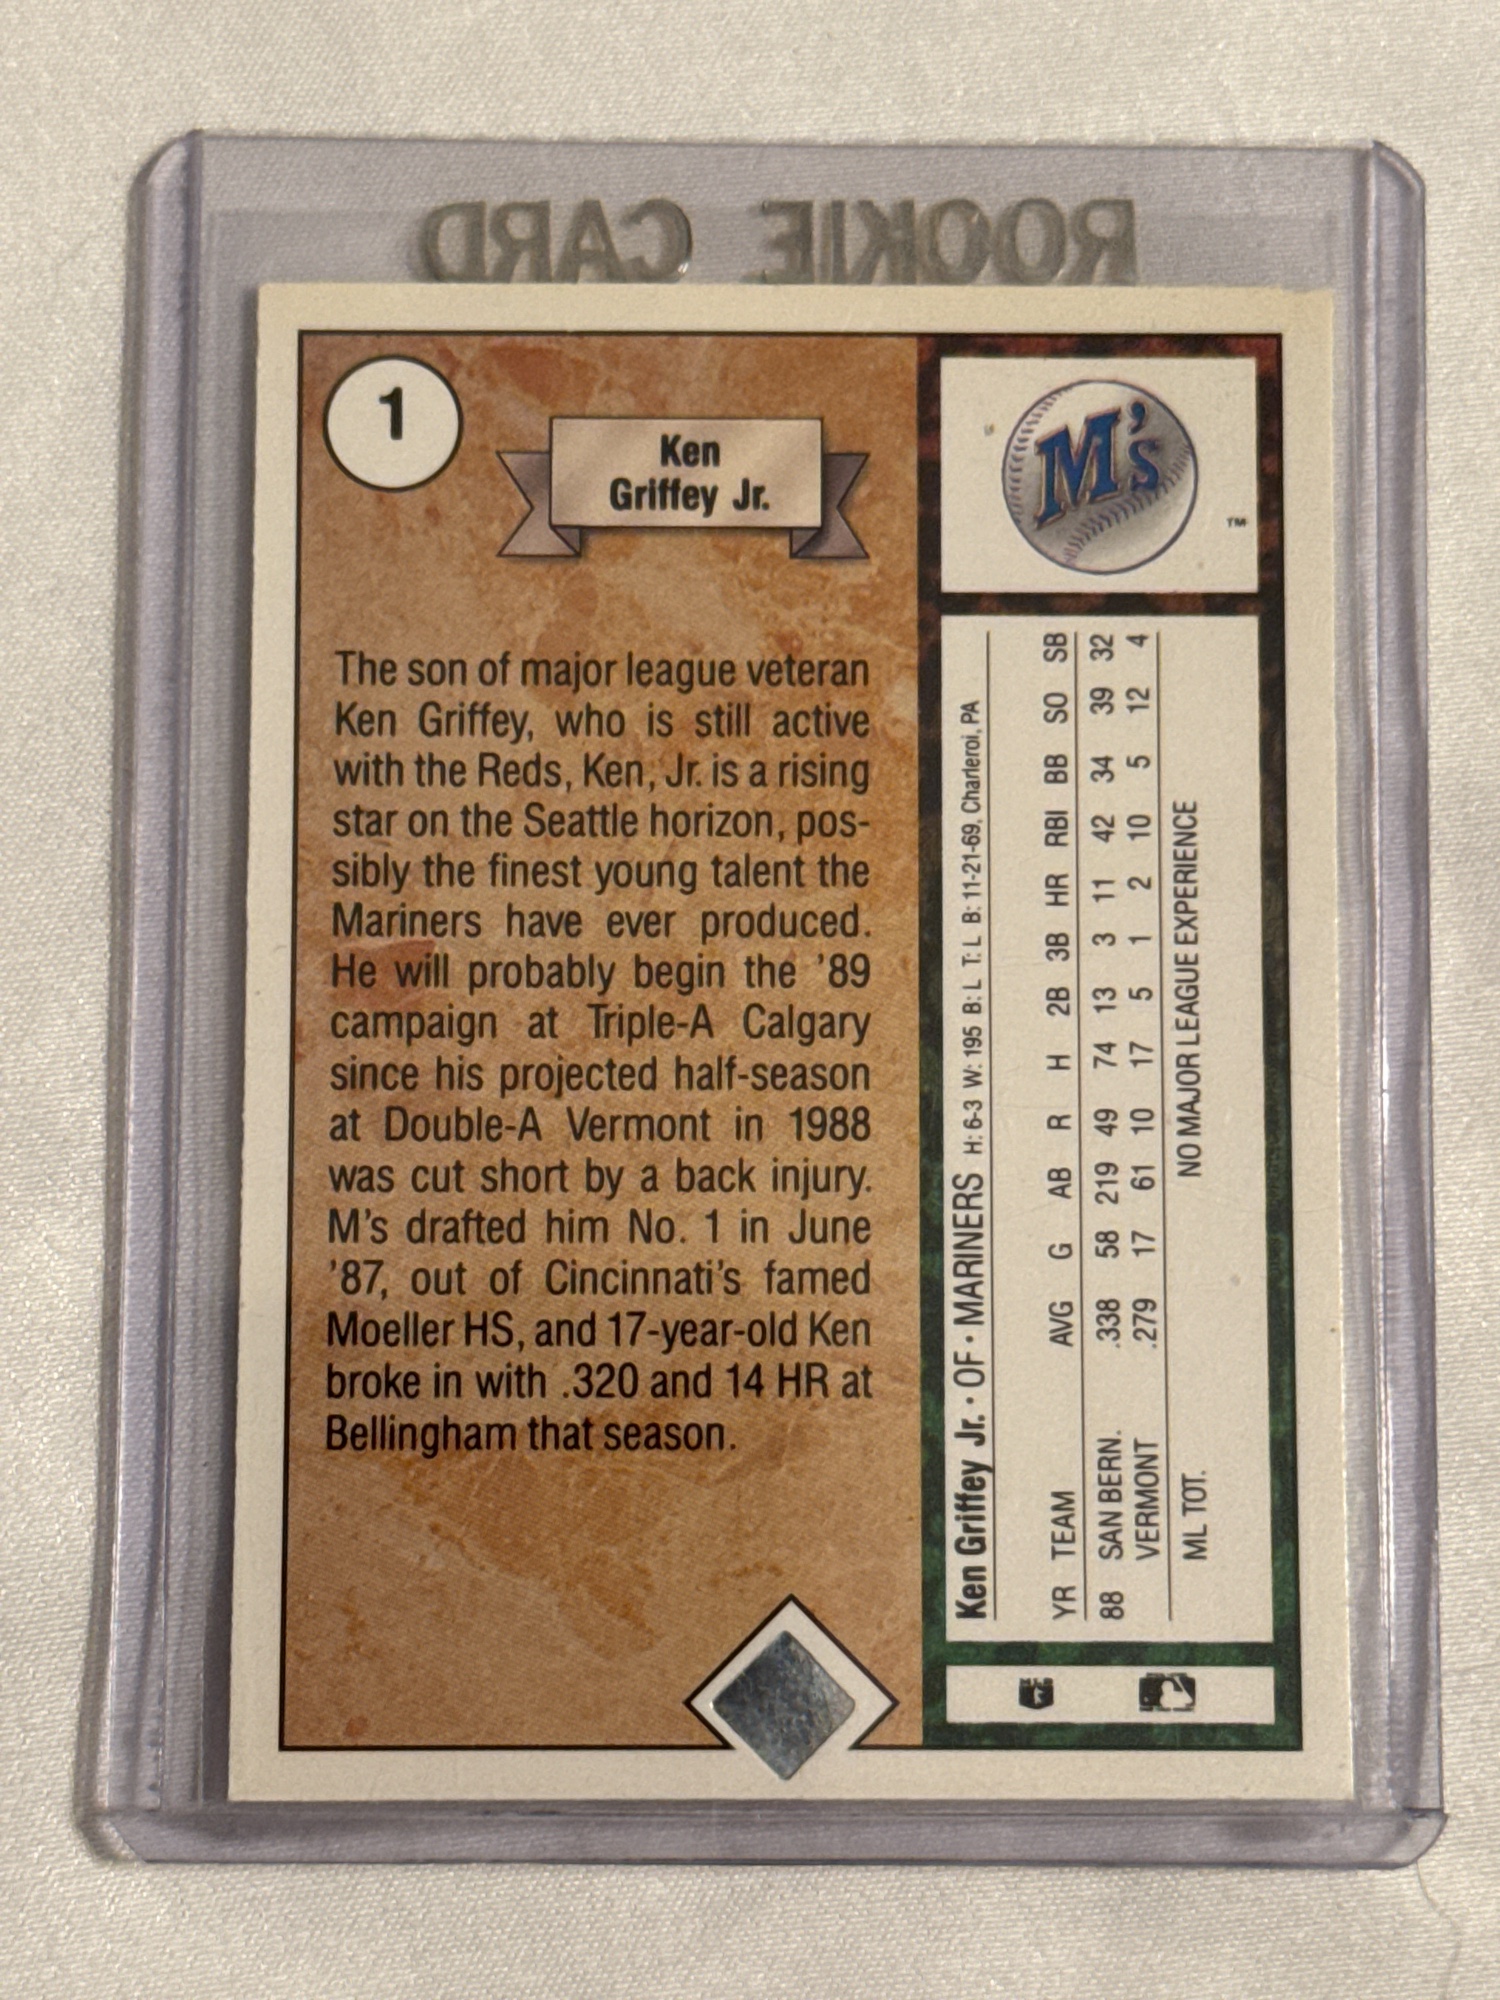 ROOKIE CARD
1
Ken
Griffey Jr.
The son of major league veteran
Ken Griffey, who is still active
with the Reds, Ken, Jr. is a rising
star on the Seattle horizon, pos-
sibly the finest young talent the
Mariners have ever produced.
He will probably begin the '89
campaign at Triple-A Calgary
since his projected half-season
at Double-A Vermont in 1988
was cut short by a back injury.
M's drafted him No. 1 in June
'87, out of Cincinnati's famed
Moeller HS, and 17-year-old Ken
broke in with .320 and 14 HR at
Bellingham that season.
M's
TM
Ken Griffey Jr. • OF • MARINERS H: 6-3 W: 195 B: L T: L B: 11-21-69, Charleroi, PA
YR TEAM AVG G AB R H 2B 3B HR RBI BB SO SB
88 SAN BERN. .338 58 219 49 74 13 3 11 42 34 39 32
VERMONT .279 17 61 10 17 5 1 2 10 5 12 4
ML TOT. NO MAJOR LEAGUE EXPERIENCE